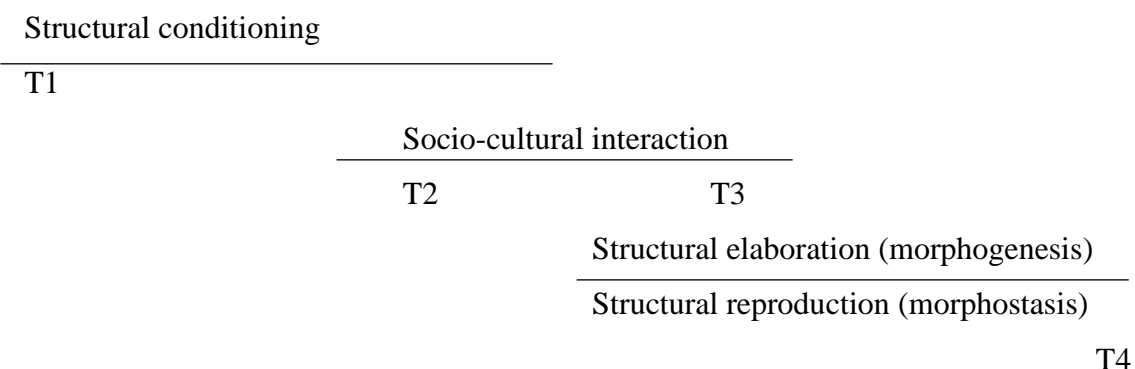 Structural conditioning
T1
Socio-cultural interaction
T2 T3
Structural elaboration (morphogenesis)
Structural reproduction (morphostasis)
T4